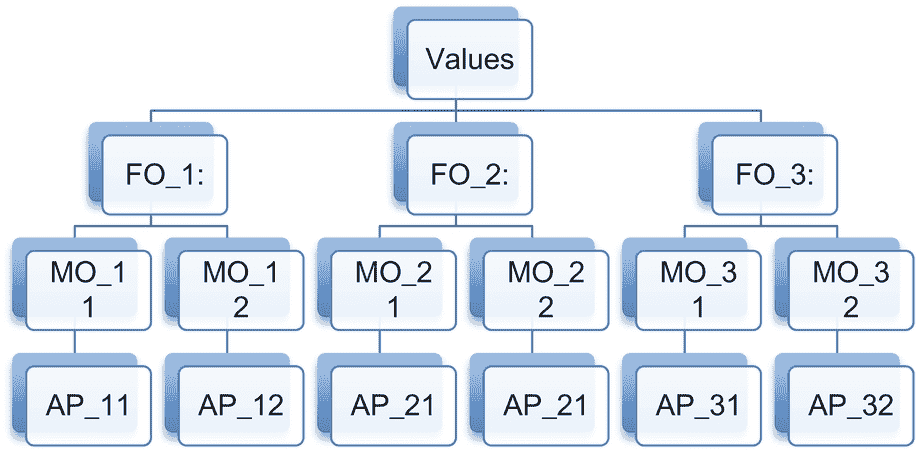 Values
FO_1:
FO_2:
FO_3:
MO_1
1
MO_1
2
MO_2
1
MO_2
2
MO_3
1
MO_3
2
AP_11
AP_12
AP_21
AP_21
AP_31
AP_32